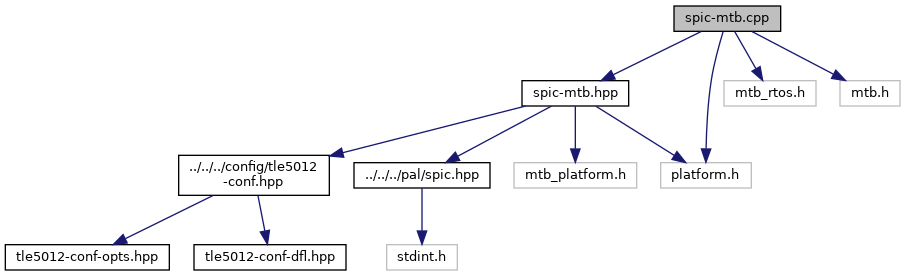 spic-mtb.cpp
spic-mtb.hpp
mtb_rtos.h
mtb.h
../../../config/tle5012
-conf.hpp
../../../pal/spic.hpp
mtb_platform.h
platform.h
tle5012-conf-opts.hpp
tle5012-conf-dfl.hpp
stdint.h